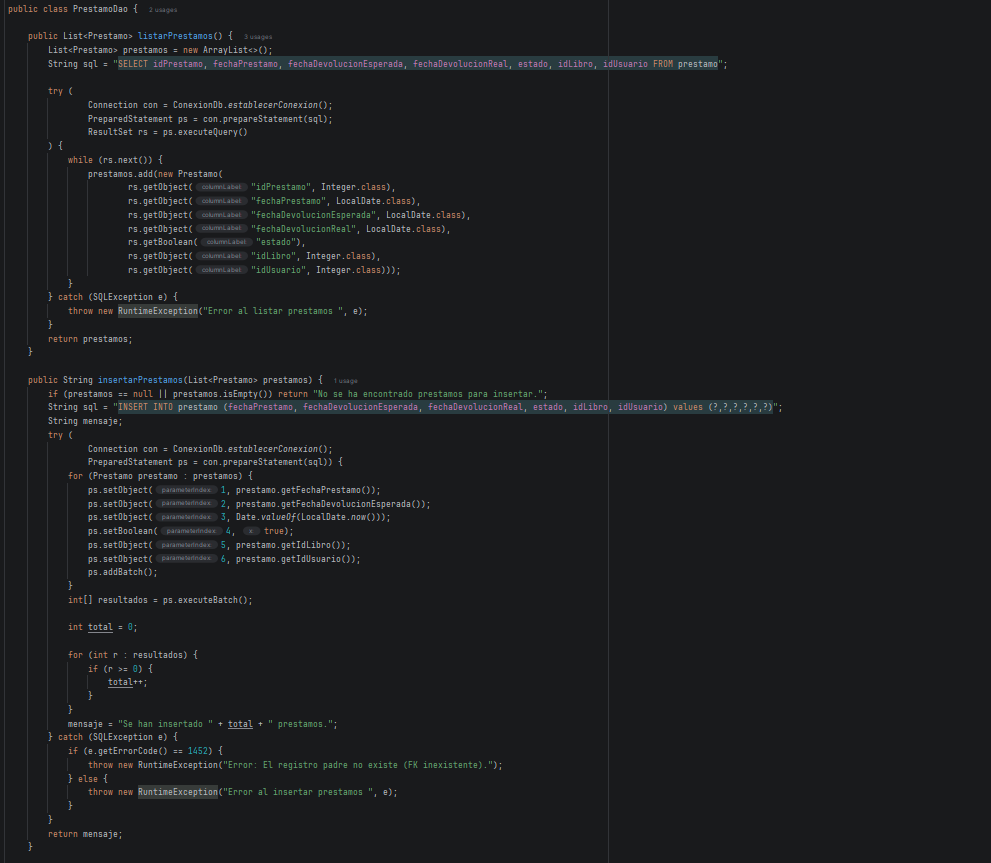 public class PrestamoDao {  2 usages
    public List<Prestamo> listarPrestamos() {  3 usages
        List<Prestamo> prestamos = new ArrayList<>();
        String sql = "SELECT idPrestamo, fechaPrestamo, fechaDevolucionEsperada, fechaDevolucionReal, estado, idLibro, idUsuario FROM prestamo";
        try (
                Connection con = ConexionDb.establecerConexion();
                PreparedStatement ps = con.prepareStatement(sql);
                ResultSet rs = ps.executeQuery()
        ) {
            while (rs.next()) {
                prestamos.add(new Prestamo(
                        rs.getObject( columnLabel: "idPrestamo", Integer.class),
                        rs.getObject( columnLabel: "fechaPrestamo", LocalDate.class),
                        rs.getObject( columnLabel: "fechaDevolucionEsperada", LocalDate.class),
                        rs.getObject( columnLabel: "fechaDevolucionReal", LocalDate.class),
                        rs.getBoolean( columnLabel: "estado"),
                        rs.getObject( columnLabel: "idLibro", Integer.class),
                        rs.getObject( columnLabel: "idUsuario", Integer.class)));
            }
        } catch (SQLException e) {
            throw new RuntimeException("Error al listar prestamos ", e);
        }
        return prestamos;
    }
    public String insertarPrestamos(List<Prestamo> prestamos) {  1 usage
        if (prestamos == null || prestamos.isEmpty()) return "No se ha encontrado prestamos para insertar.";
        String sql = "INSERT INTO prestamo (fechaPrestamo, fechaDevolucionEsperada, fechaDevolucionReal, estado, idLibro, idUsuario) values (?,?,?,?,?,?)";
        String mensaje;
        try (
                Connection con = ConexionDb.establecerConexion();
                PreparedStatement ps = con.prepareStatement(sql)) {
            for (Prestamo prestamo : prestamos) {
                ps.setObject( parameterIndex: 1, prestamo.getFechaPrestamo());
                ps.setObject( parameterIndex: 2, prestamo.getFechaDevolucionEsperada());
                ps.setObject( parameterIndex: 3, Date.valueOf(LocalDate.now()));
                ps.setBoolean( parameterIndex: 4, x: true);
                ps.setObject( parameterIndex: 5, prestamo.getIdLibro());
                ps.setObject( parameterIndex: 6, prestamo.getIdUsuario());
                ps.addBatch();
            }
            int[] resultados = ps.executeBatch();
            int total = 0;
            for (int r : resultados) {
                if (r >= 0) {
                    total++;
                }
            }
            mensaje = "Se han insertado " + total + " prestamos.";
        } catch (SQLException e) {
            if (e.getErrorCode() == 1452) {
                throw new RuntimeException("Error: El registro padre no existe (FK inexistente).");
            } else {
                throw new RuntimeException("Error al insertar prestamos ", e);
            }
        }
        return mensaje;
    }